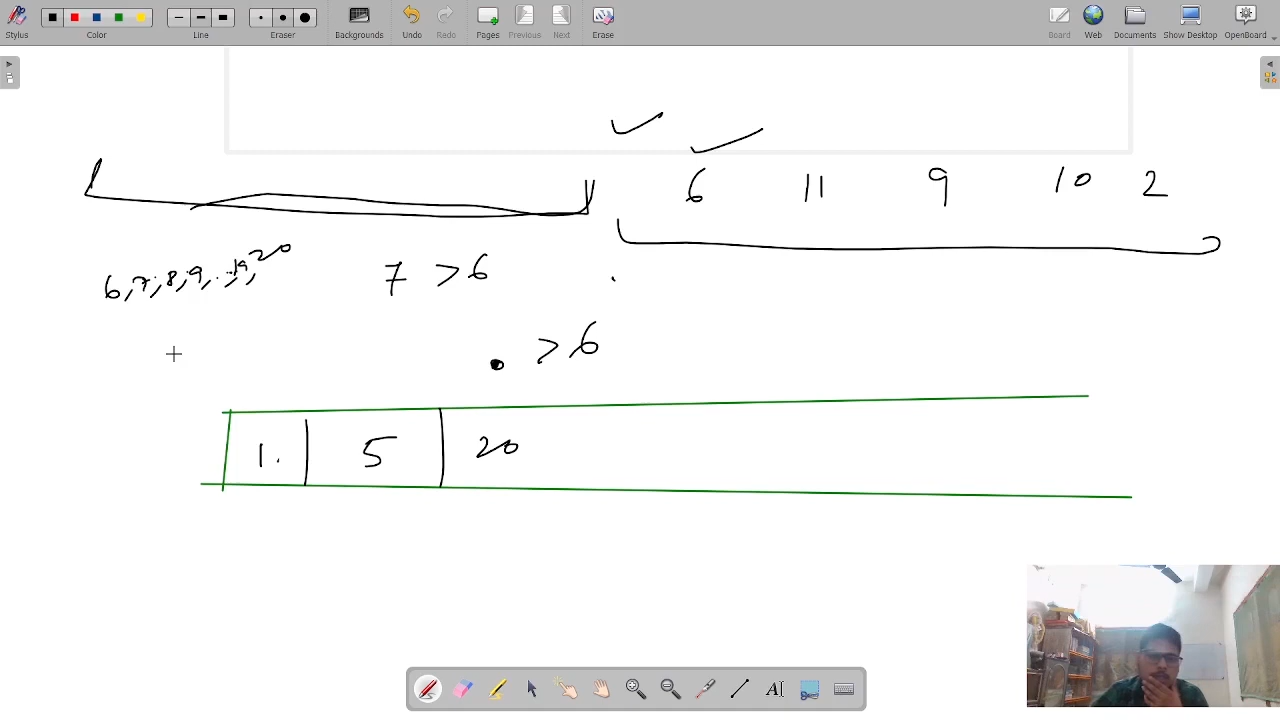 Stylus Color Line Eraser Backgrounds Undo Redo Pages Previous Next Erase Board Web Documents Show Desktop OpenBoard
6 11 9 10 2
6,7,8,9,...,19,20 7 > 6
. > 6
1. 5 20